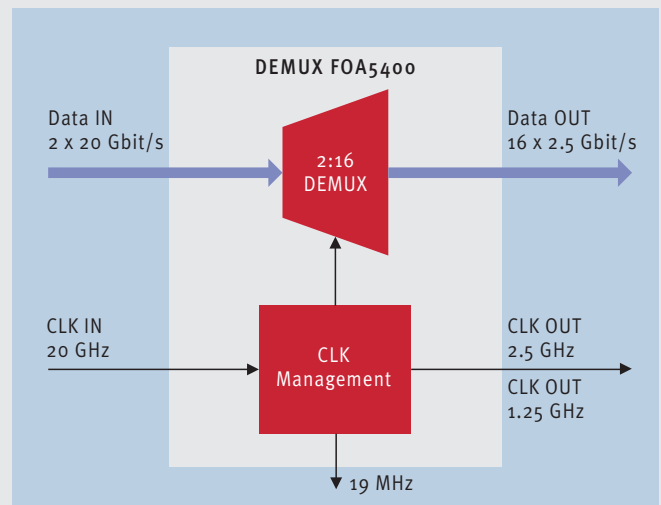 DEMUX FOA5400
Data IN
2 x 20 Gbit/s
Data OUT
16 x 2.5 Gbit/s
2:16
DEMUX
CLK IN
20 GHz
CLK
Management
CLK OUT
2.5 GHz
CLK OUT
1.25 GHz
19 MHz